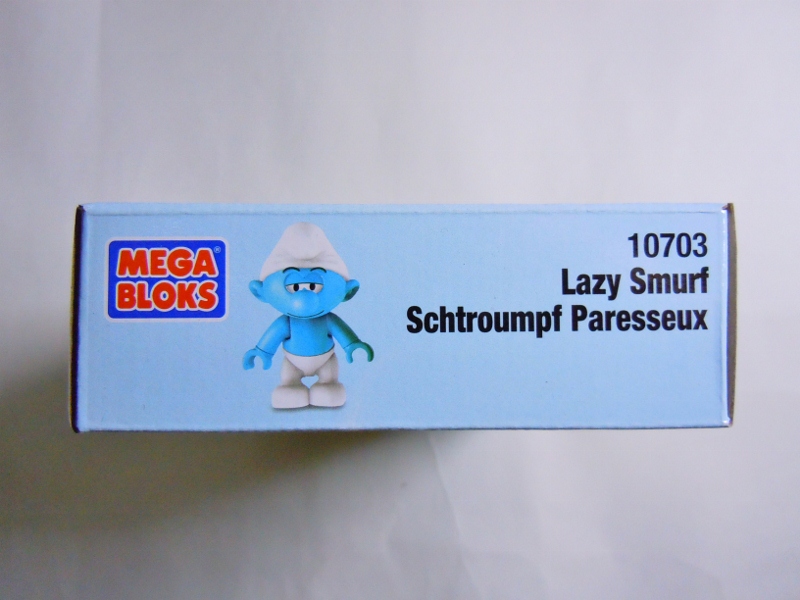 MEGA
BLOKS®
10703
Lazy Smurf
Schtroumpf Paresseux